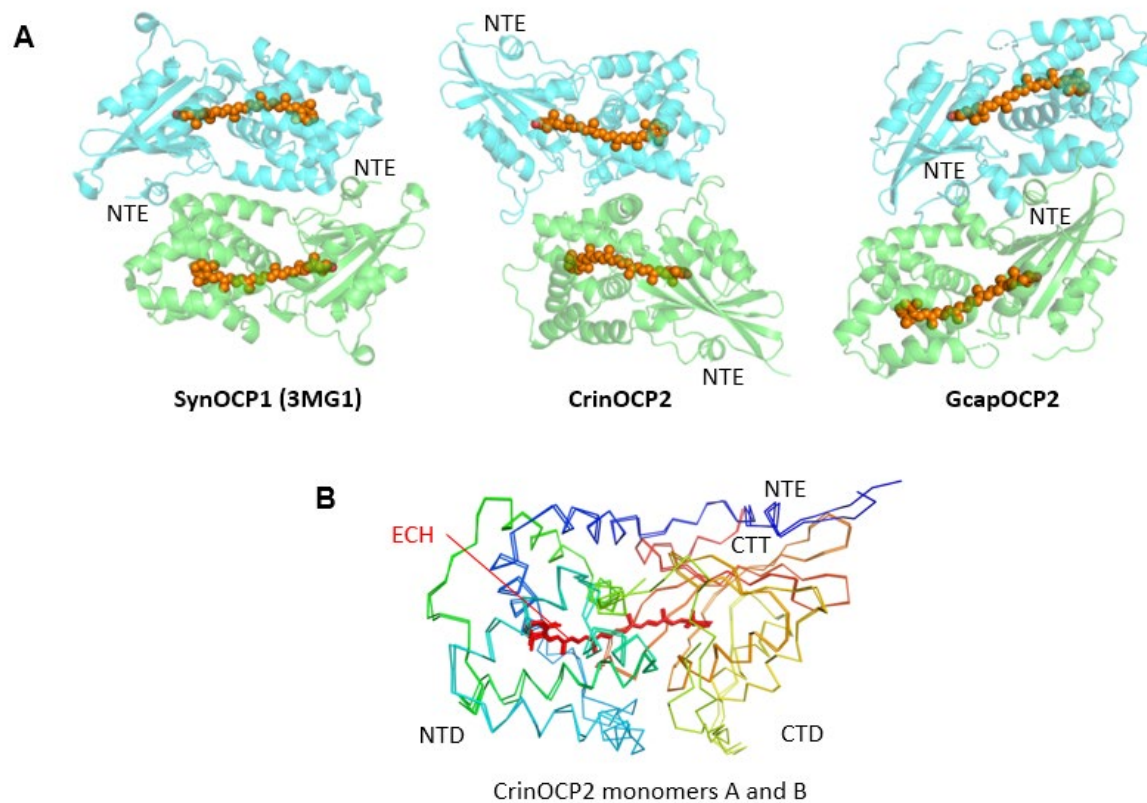 A
NTE
NTE
NTE
NTE
NTE
NTE
SynOCP1 (3MG1)
CrinOCP2
GcapOCP2
B
NTE
ECH
CTT
NTD
CTD
CrinOCP2 monomers A and B